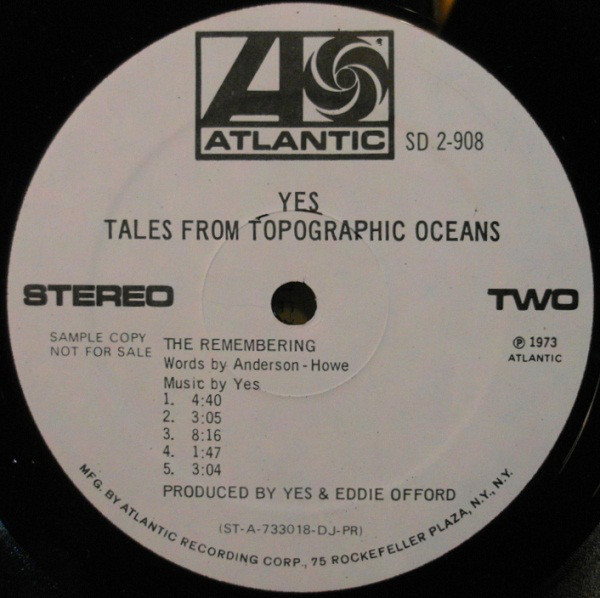 ATLANTIC
SD 2-908
YES
TALES FROM TOPOGRAPHIC OCEANS
STEREO
TWO
SAMPLE COPY
NOT FOR SALE
℗ 1973
ATLANTIC
THE REMEMBERING
Words by Anderson-Howe
Music by Yes
1. 4:40
2. 3:05
3. 8:16
4. 1:47
5. 3:04
PRODUCED BY YES & EDDIE OFFORD
(ST-A-733018-DJ-PR)
MFG. BY ATLANTIC RECORDING CORP., 75 ROCKEFELLER PLAZA, N.Y., N.Y.